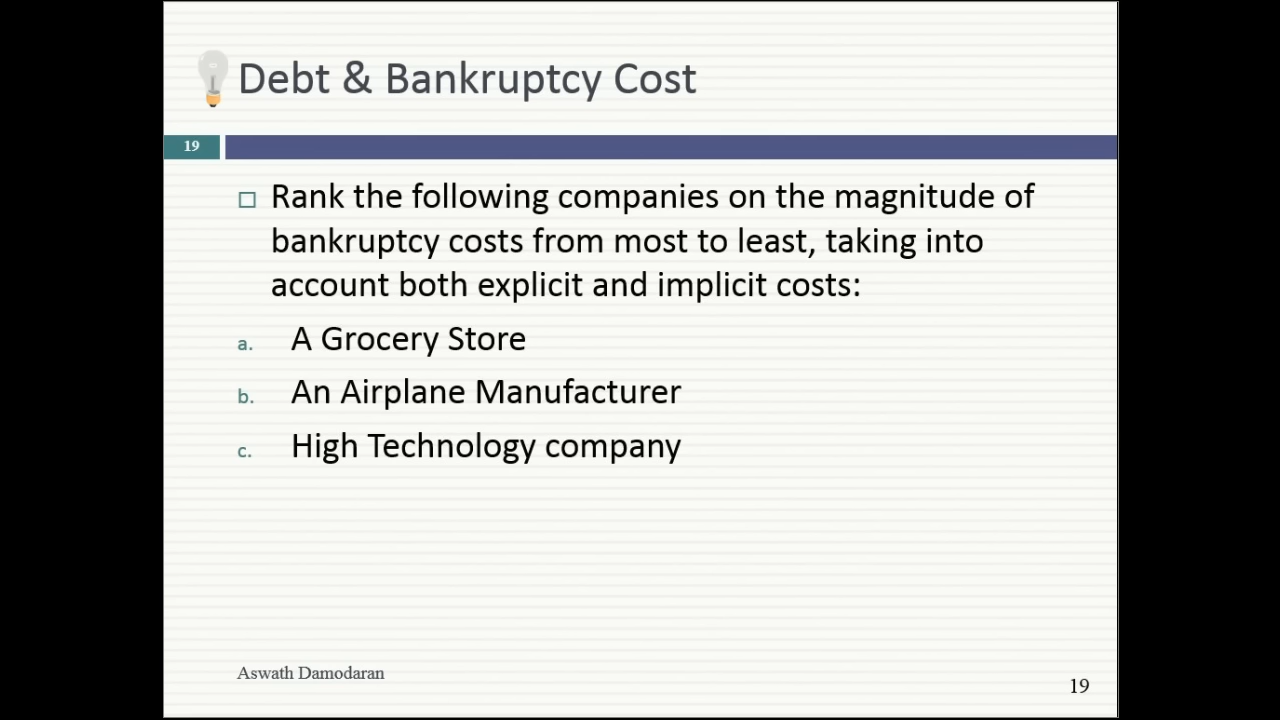 Debt & Bankruptcy Cost
19
Rank the following companies on the magnitude of
bankruptcy costs from most to least, taking into
account both explicit and implicit costs:
a. A Grocery Store
b. An Airplane Manufacturer
c. High Technology company
Aswath Damodaran
19